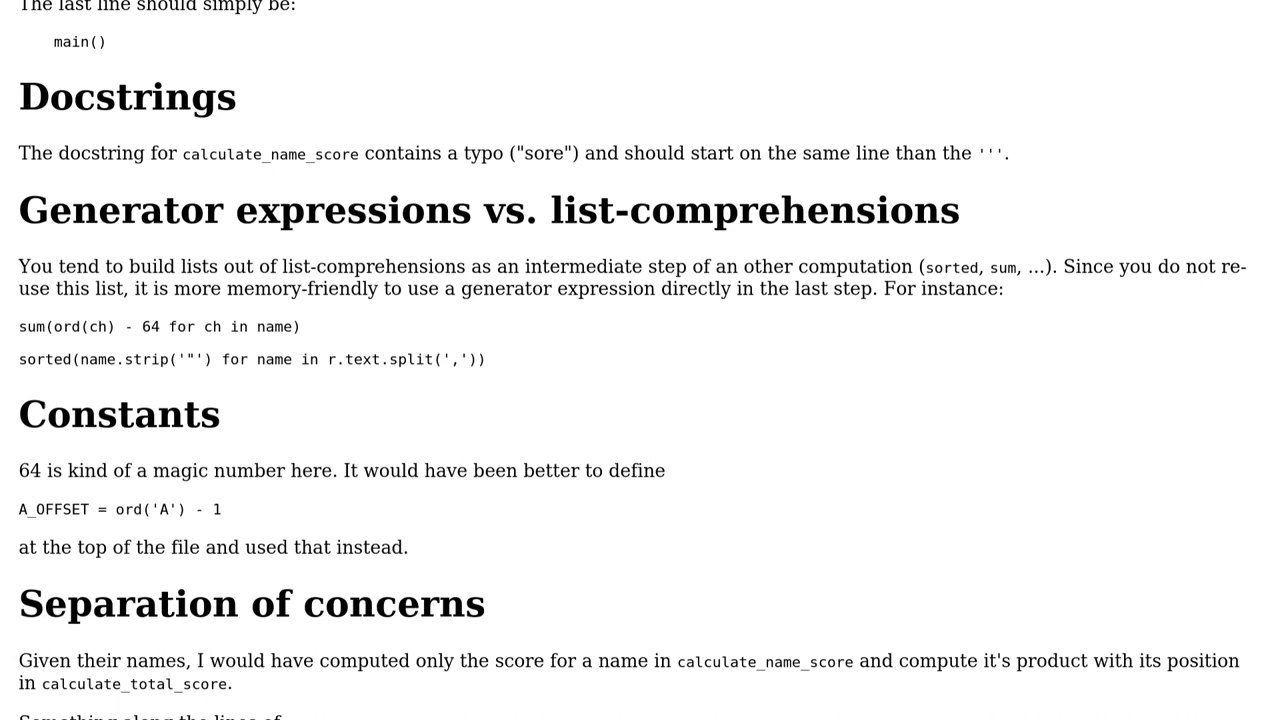 The last line should simply be:
main()
Docstrings
The docstring for calculate_name_score contains a typo ("sore") and should start on the same line than the '''.
Generator expressions vs. list-comprehensions
You tend to build lists out of list-comprehensions as an intermediate step of an other computation (sorted, sum, ...). Since you do not re-
use this list, it is more memory-friendly to use a generator expression directly in the last step. For instance:
sum(ord(ch) - 64 for ch in name)
sorted(name.strip('"') for name in r.text.split(','))
Constants
64 is kind of a magic number here. It would have been better to define
A_OFFSET = ord('A') - 1
at the top of the file and used that instead.
Separation of concerns
Given their names, I would have computed only the score for a name in calculate_name_score and compute it's product with its position
in calculate_total_score.
Something along the lines of